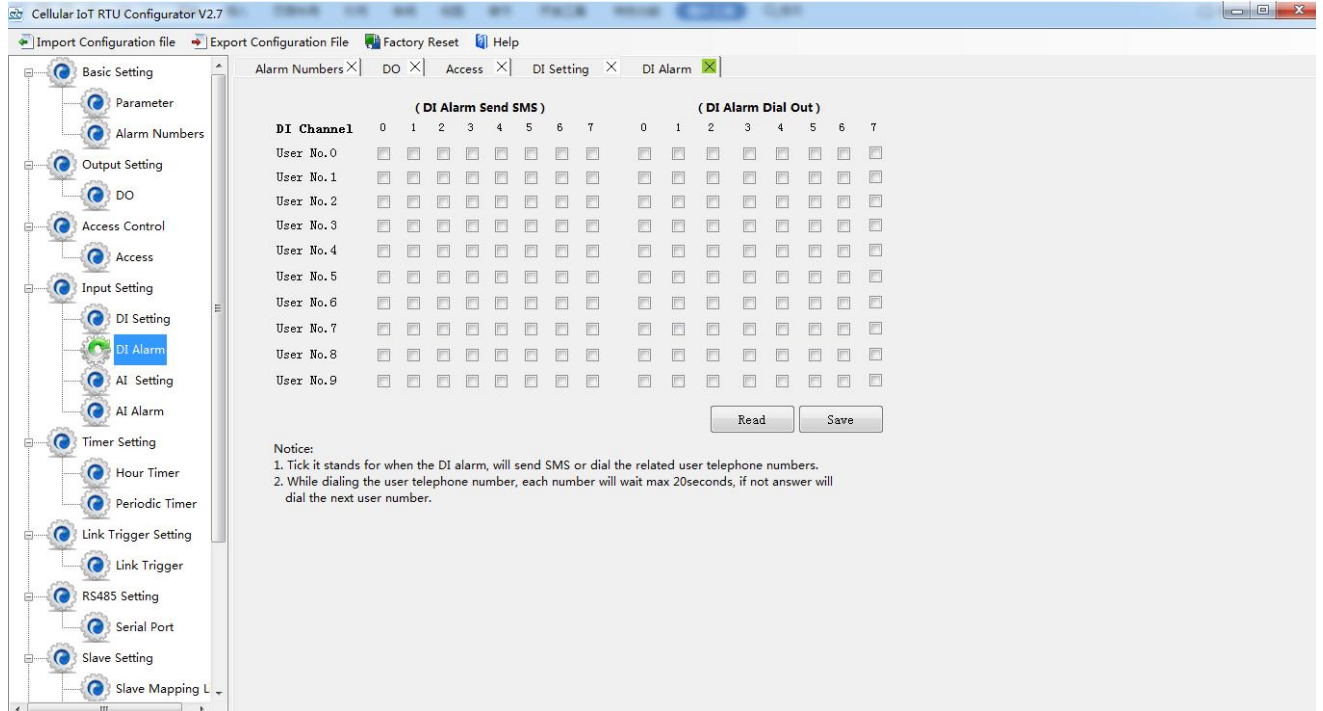 Cellular IoT RTU Configurator V2.7
Import Configuration file Export Configuration File Factory Reset Help
Basic Setting
Parameter
Alarm Numbers
Output Setting
DO
Access Control
Access
Input Setting
DI Setting
DI Alarm
AI Setting
AI Alarm
Timer Setting
Hour Timer
Periodic Timer
Link Trigger Setting
Link Trigger
RS485 Setting
Serial Port
Slave Setting
Slave Mapping L
Alarm Numbers DO Access DI Setting DI Alarm
( DI Alarm Send SMS ) ( DI Alarm Dial Out )
DI Channel 0 1 2 3 4 5 6 7 0 1 2 3 4 5 6 7
User No.0
User No.1
User No.2
User No.3
User No.4
User No.5
User No.6
User No.7
User No.8
User No.9
Read Save
Notice:
1. Tick it stands for when the DI alarm, will send SMS or dial the related user telephone numbers.
2. While dialing the user telephone number, each number will wait max 20seconds, if not answer will
dial the next user number.